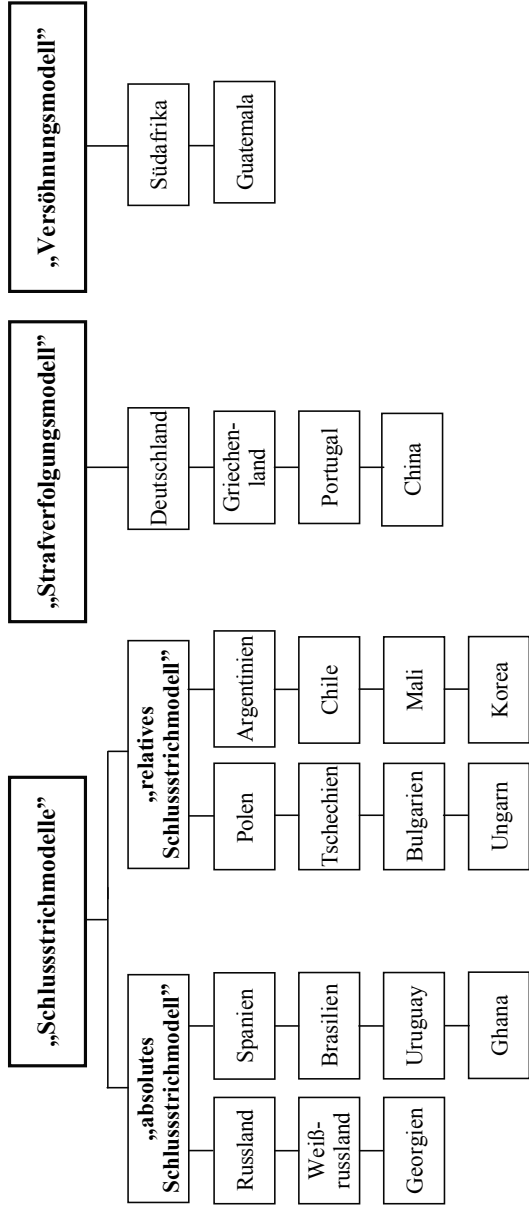 „Schlussstrichmodelle”
„absolutes
Schlussstrichmodell”
Russland
Weiß-
russland
Georgien
Spanien
Brasilien
Uruguay
Ghana
„relatives
Schlussstrichmodell”
Polen
Tschechien
Bulgarien
Ungarn
Argentinien
Chile
Mali
Korea
„Strafverfolgungsmodell”
Deutschland
Griechen-
land
Portugal
China
„Versöhnungsmodell”
Südafrika
Guatemala